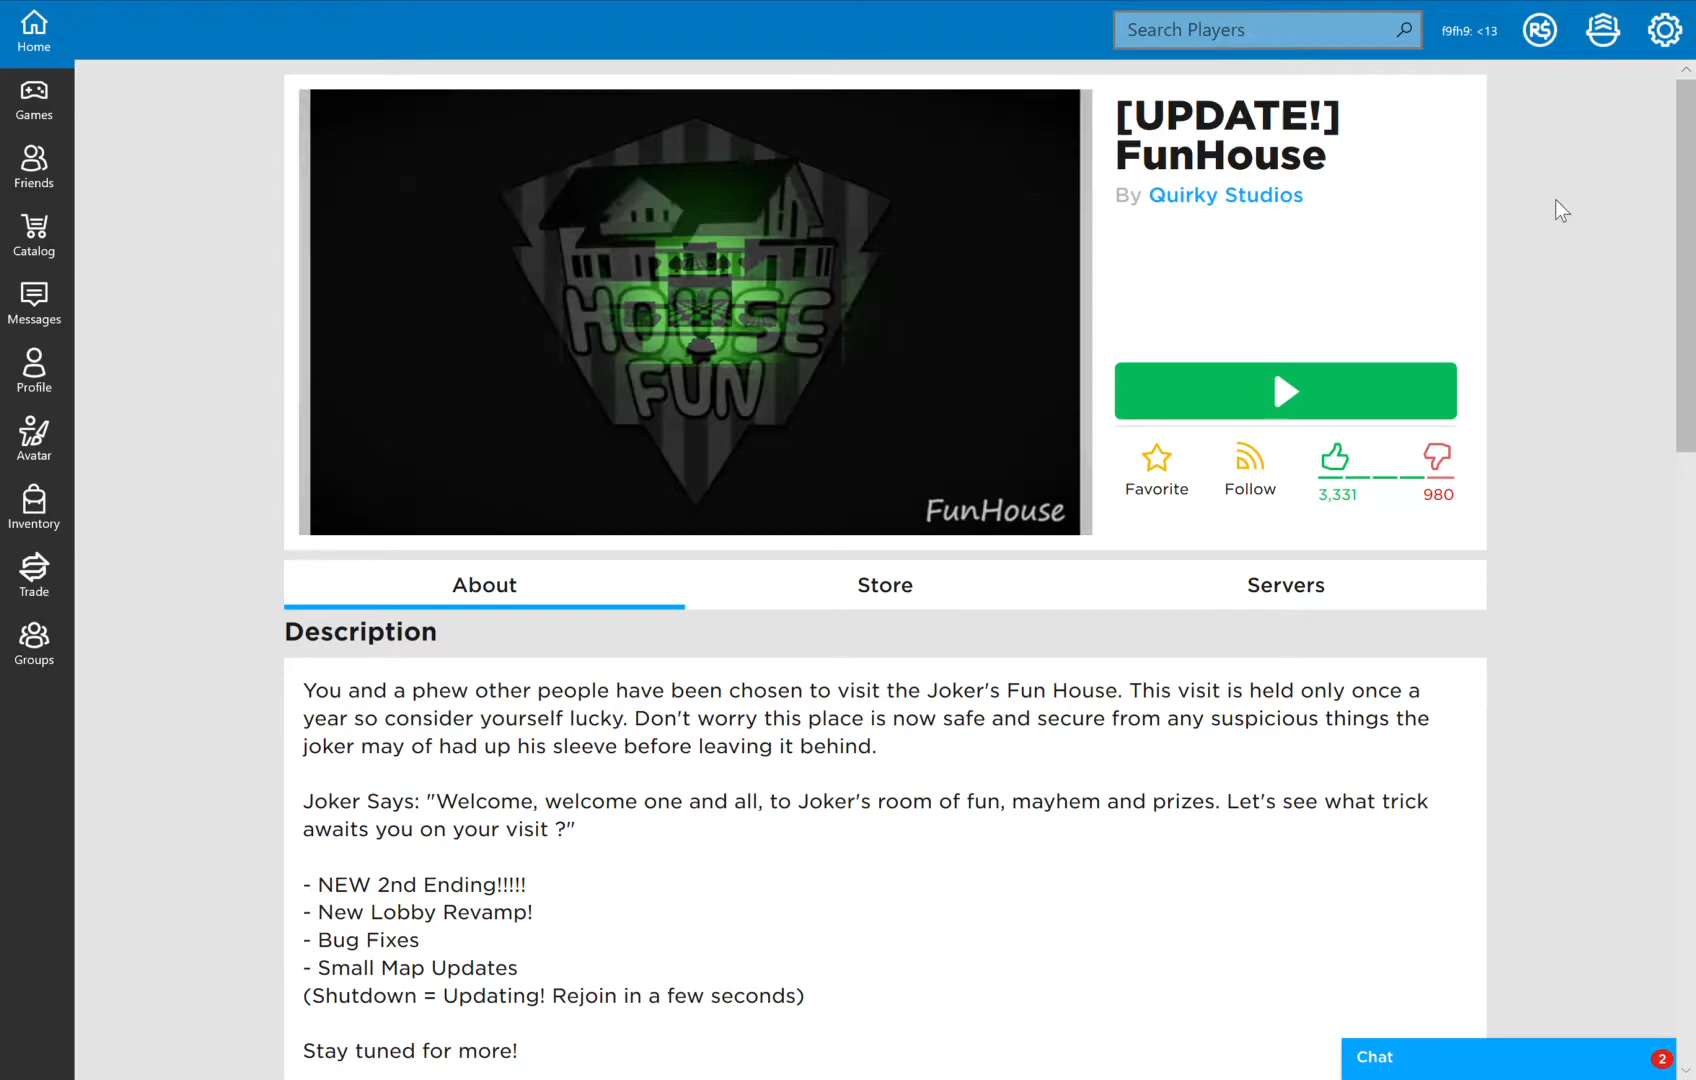 Home
Search Players
f9fh9: <13
R$
Games
Friends
Catalog
Messages
Profile
Avatar
Inventory
Trade
Groups
HOUSE
FUN
FunHouse
[UPDATE!]
FunHouse
By Quirky Studios
Favorite
Follow
3,331
980
About
Store
Servers
Description
You and a phew other people have been chosen to visit the Joker's Fun House. This visit is held only once a
year so consider yourself lucky. Don't worry this place is now safe and secure from any suspicious things the
joker may of had up his sleeve before leaving it behind.
Joker Says: "Welcome, welcome one and all, to Joker's room of fun, mayhem and prizes. Let's see what trick
awaits you on your visit ?"
- NEW 2nd Ending!!!!!
- New Lobby Revamp!
- Bug Fixes
- Small Map Updates
(Shutdown = Updating! Rejoin in a few seconds)
Stay tuned for more!
Chat
2